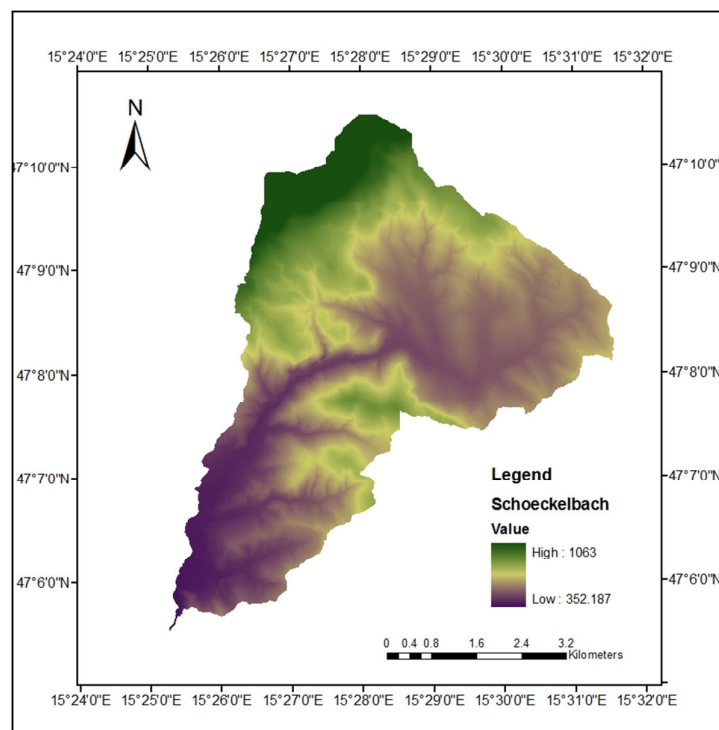 15°24'0"E 15°25'0"E 15°26'0"E 15°27'0"E 15°28'0"E 15°29'0"E 15°30'0"E 15°31'0"E 15°32'0"E
N
47°10'0"N 47°10'0"N
47°9'0"N 47°9'0"N
47°8'0"N 47°8'0"N
47°7'0"N 47°7'0"N
Legend
Schoeckelbach
Value
High : 1063
Low : 352.187
47°6'0"N 47°6'0"N
0 0.4 0.8 1.6 2.4 3.2
Kilometers
15°24'0"E 15°25'0"E 15°26'0"E 15°27'0"E 15°28'0"E 15°29'0"E 15°30'0"E 15°31'0"E 15°32'0"E